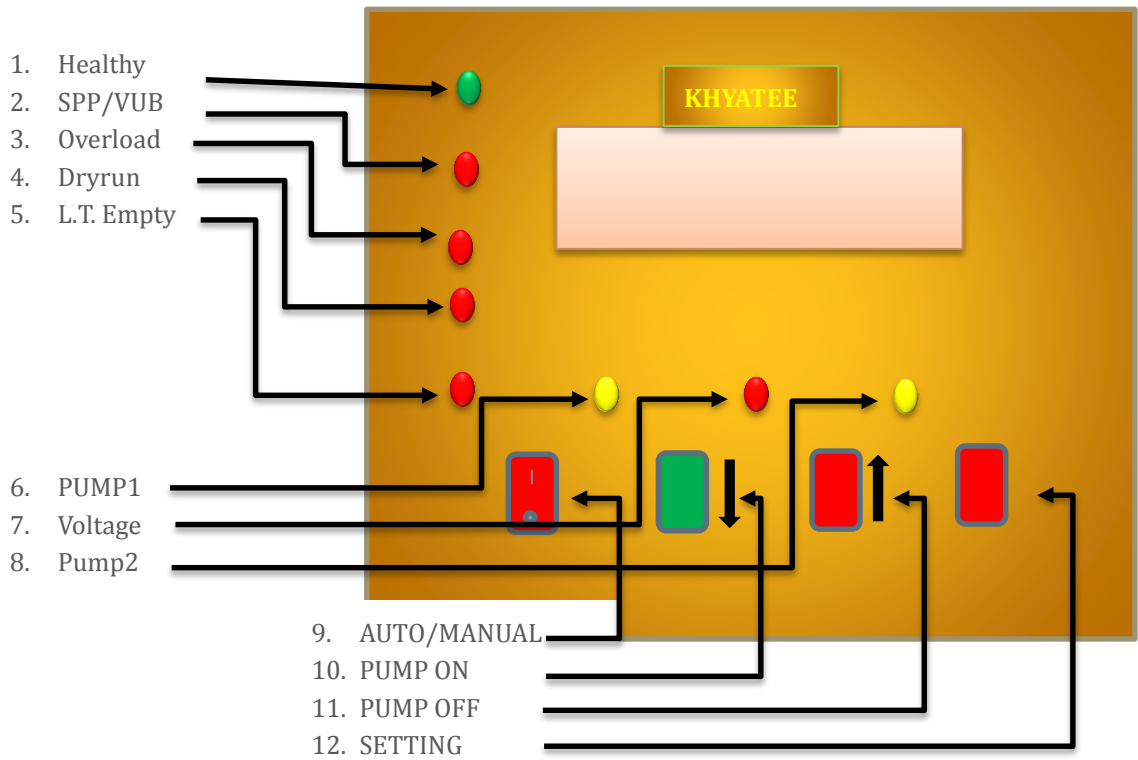 1. Healthy
2. SPP/VUB
3. Overload
4. Dryrun
5. L.T. Empty
KHYATEE
6. PUMP1
7. Voltage
8. Pump2
9. AUTO/MANUAL
10. PUMP ON
11. PUMP OFF
12. SETTING